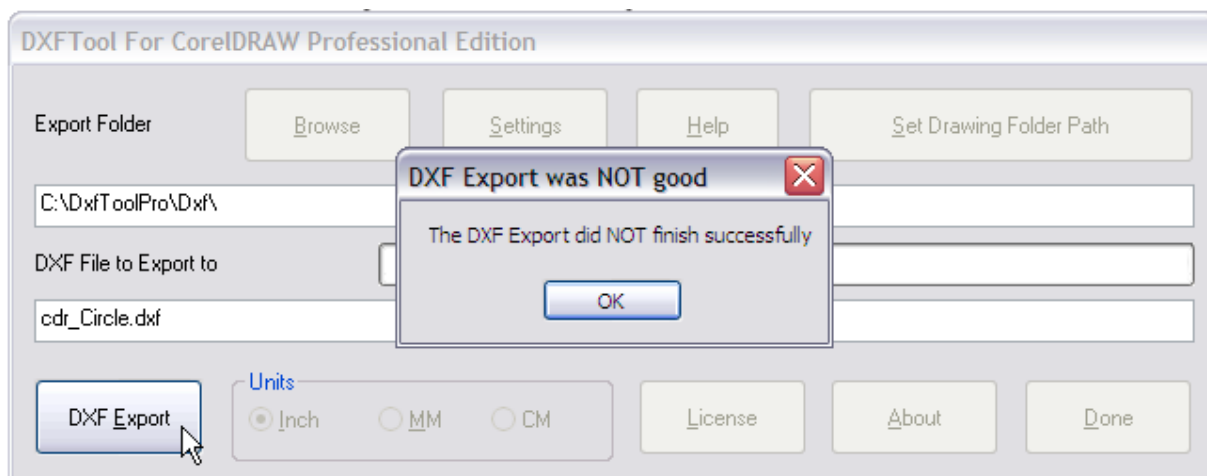 DXFTool For CorelDRAW Professional Edition
Export Folder Browse Settings Help Set Drawing Folder Path
DXF Export was NOT good
C:\DxfToolPro\Dxf\
The DXF Export did NOT finish successfully
DXF File to Export to
OK
cdr_Circle.dxf
Units
DXF Export Inch MM CM License About Done